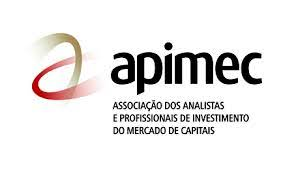 apimec
ASSOCIAÇÃO DOS ANALISTAS
E PROFISSIONAIS DE INVESTIMENTO
DO MERCADO DE CAPITAIS